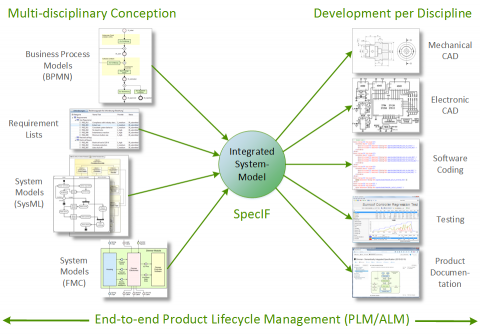 Multi-disciplinary Conception
Development per Discipline
Business Process
Models
(BPMN)
Requirement
Lists
System
Models
(SysML)
System
Models
(FMC)
Integrated
System-
Model
SpecIF
Mechanical
CAD
Electronic
CAD
Software
Coding
Testing
Product
Documen-
tation
End-to-end Product Lifecycle Management (PLM/ALM)